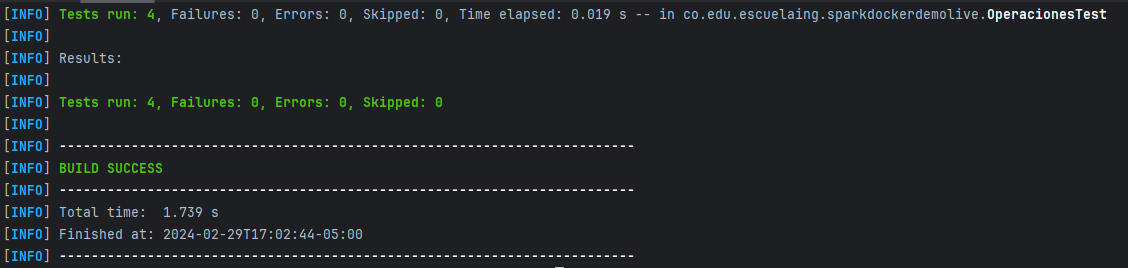 [INFO] Tests run: 4, Failures: 0, Errors: 0, Skipped: 0, Time elapsed: 0.019 s -- in co.edu.escuelaing.sparkdockerdemolive.OperacionesTest
[INFO]
[INFO] Results:
[INFO]
[INFO] Tests run: 4, Failures: 0, Errors: 0, Skipped: 0
[INFO]
[INFO] ------------------------------------------------------------------------
[INFO] BUILD SUCCESS
[INFO] ------------------------------------------------------------------------
[INFO] Total time:  1.739 s
[INFO] Finished at: 2024-02-29T17:02:44-05:00
[INFO] ------------------------------------------------------------------------